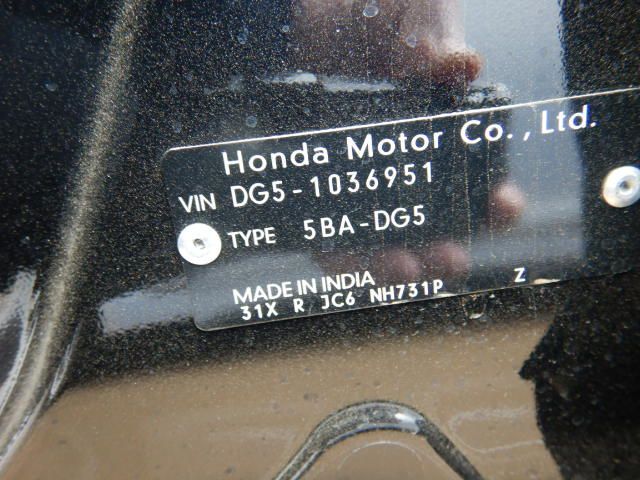 Honda Motor Co., Ltd.
VIN DG5-1036951
TYPE 5BA-DG5
MADE IN INDIA
31X R JC6 NH731P Z